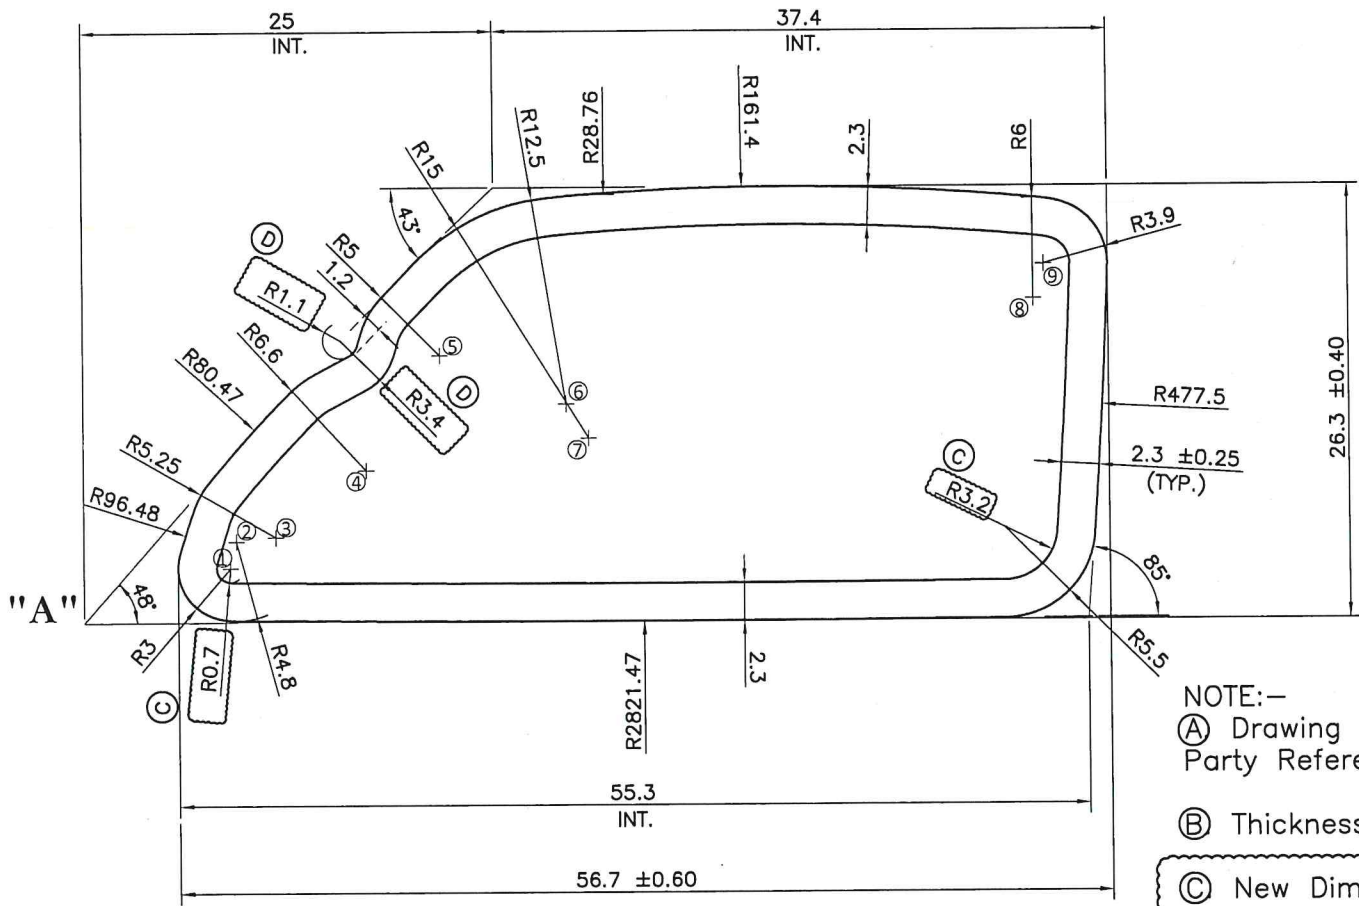 25
INT.
37.4
INT.
R15
R12.5
R28.76
R161.4
2.3
R6
R3.9
43°
D
R5
1.2
R1.1
R6.6
R80.47
D
R3.4
5
6
7
8
9
R477.5
26.3 ±0.40
2.3 ±0.25
(TYP.)
C
R3.2
R5.25
R96.48
4
3
2
1
"A"
48°
R3
R0.7
C
R4.8
R2821.47
2.3
85°
R5.5
55.3
INT.
56.7 ±0.60
NOTE:-
A Drawing
Party Refere
B Thickness
C New Dim